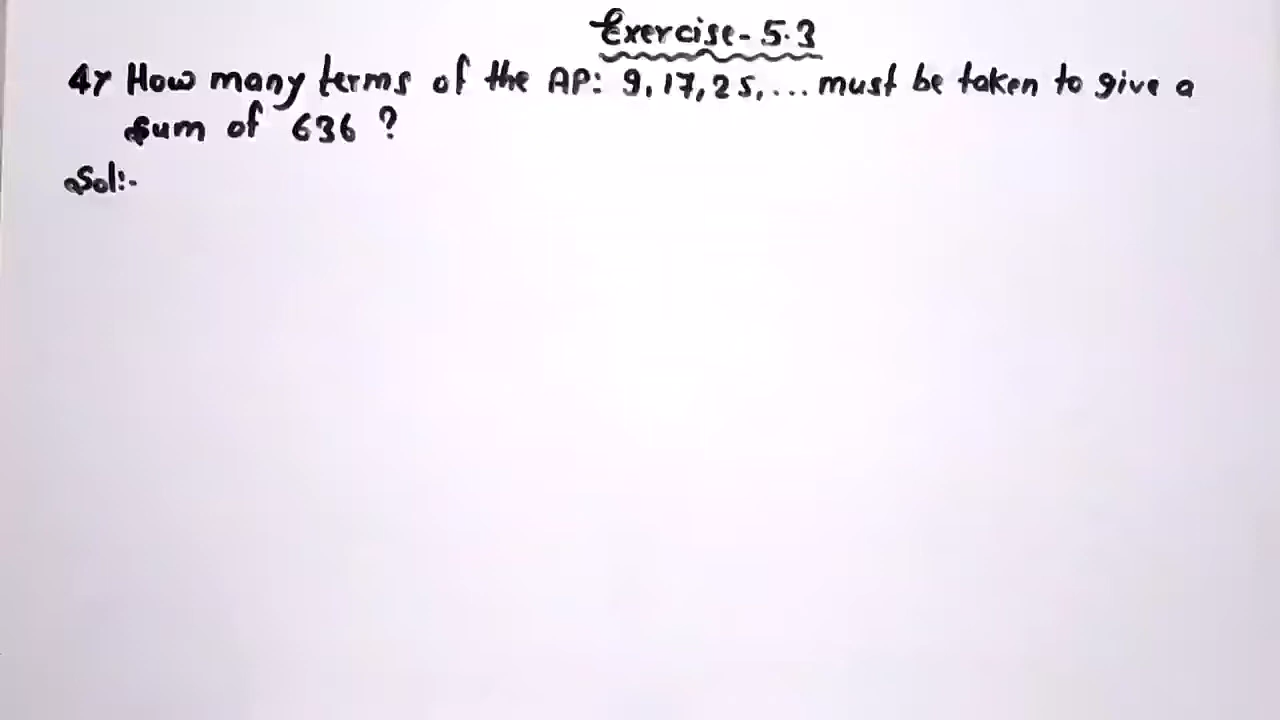 Exercise - 5.3
4) How many terms of the AP: 9, 17, 25, ... must be taken to give a
sum of 636 ?
Sol:-